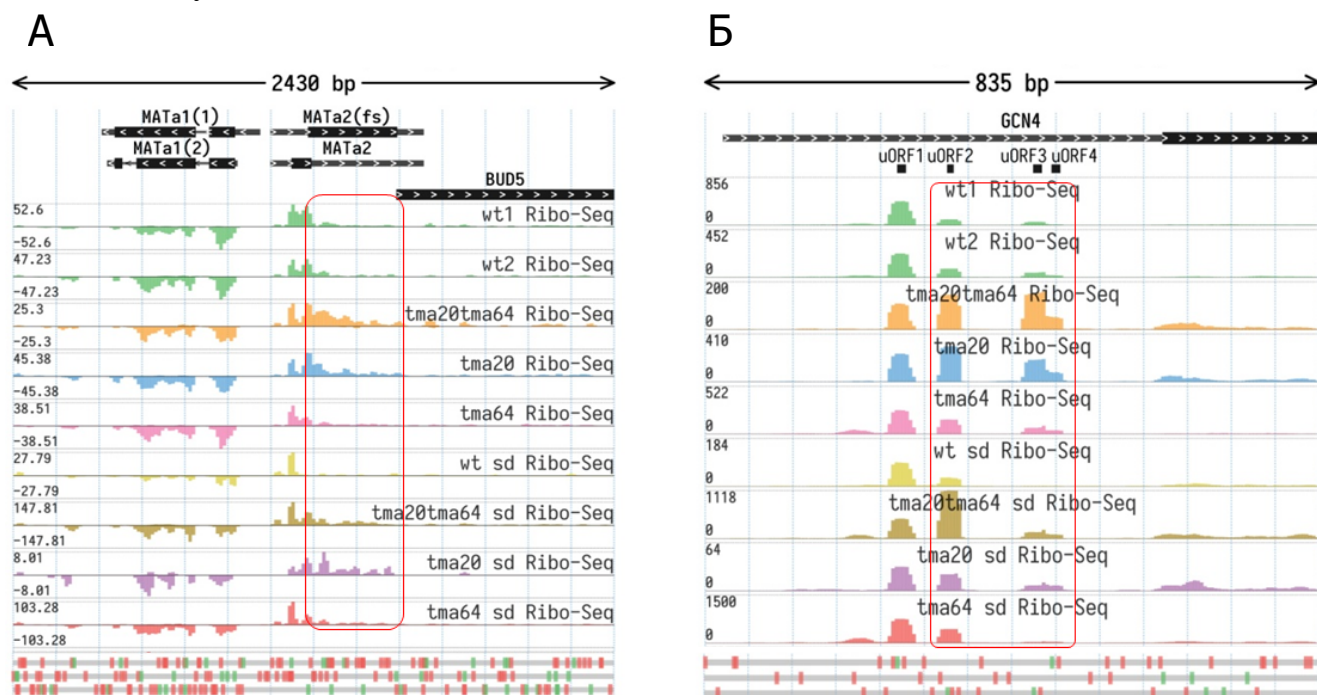 А
2430 bp
MATa1(1)
MATa2(fs)
MATa1(2)
MATa2
BUD5
52.6
wt1 Ribo-Seq
-52.6
47.23
wt2 Ribo-Seq
-47.23
25.3
tma20tma64 Ribo-Seq
-25.3
45.38
tma20 Ribo-Seq
-45.38
38.51
tma64 Ribo-Seq
-38.51
27.79
wt sd Ribo-Seq
-27.79
147.81
tma20tma64 sd Ribo-Seq
-147.81
8.01
tma20 sd Ribo-Seq
-8.01
103.28
tma64 sd Ribo-Seq
-103.28
Б
835 bp
GCN4
uORF1 uORF2 uORF3 uORF4
856
wt1 Ribo-Seq
0
452
wt2 Ribo-Seq
0
200
tma20tma64 Ribo-Seq
0
410
tma20 Ribo-Seq
0
522
tma64 Ribo-Seq
0
184
wt sd Ribo-Seq
0
1118
tma20tma64 sd Ribo-Seq
0
64
tma20 sd Ribo-Seq
0
1500
tma64 sd Ribo-Seq
0